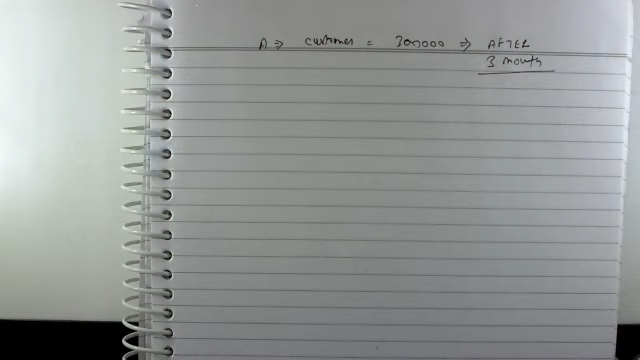 A ⇒ customer = 300000 ⇒ AFTER
3 month